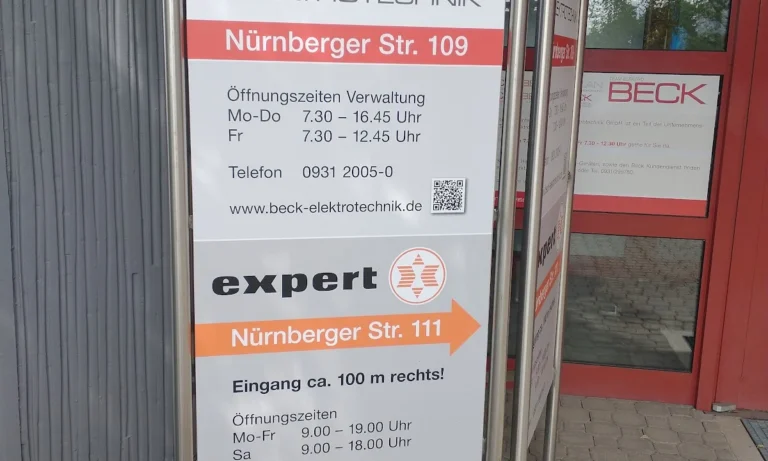 Nürnberger Str. 109
Öffnungszeiten Verwaltung
Mo-Do 7.30 – 16.45 Uhr
Fr 7.30 – 12.45 Uhr
Telefon 0931 2005-0
www.beck-elektrotechnik.de
expert
Nürnberger Str. 111
Eingang ca. 100 m rechts!
Öffnungszeiten
Mo-Fr 9.00 – 19.00 Uhr
Sa 9.00 – 18.00 Uhr
BECK
expert